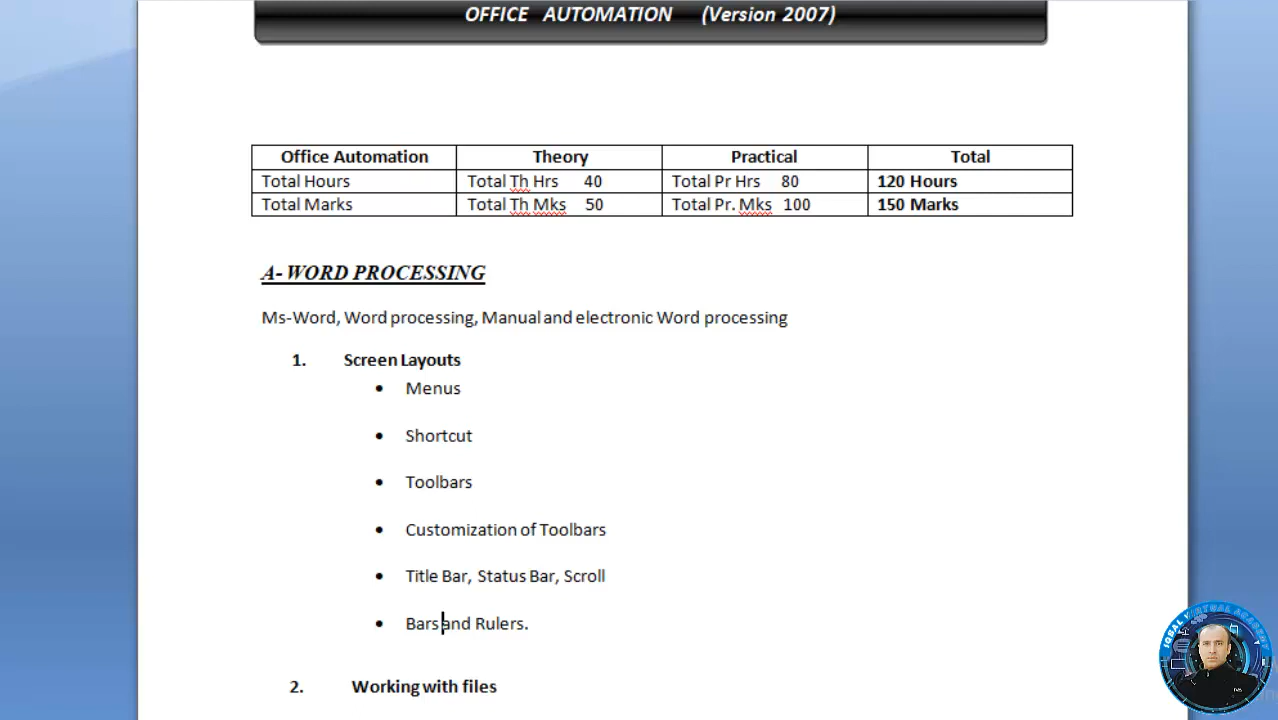 OFFICE AUTOMATION (Version 2007)
Office Automation Theory Practical Total
Total Hours Total Th Hrs 40 Total Pr Hrs 80 120 Hours
Total Marks Total Th Mks 50 Total Pr. Mks 100 150 Marks
A- WORD PROCESSING
Ms-Word, Word processing, Manual and electronic Word processing
1. Screen Layouts
• Menus
• Shortcut
• Toolbars
• Customization of Toolbars
• Title Bar, Status Bar, Scroll
• Bars and Rulers.
2. Working with files
IQBAL VIRTUAL ACADEMY